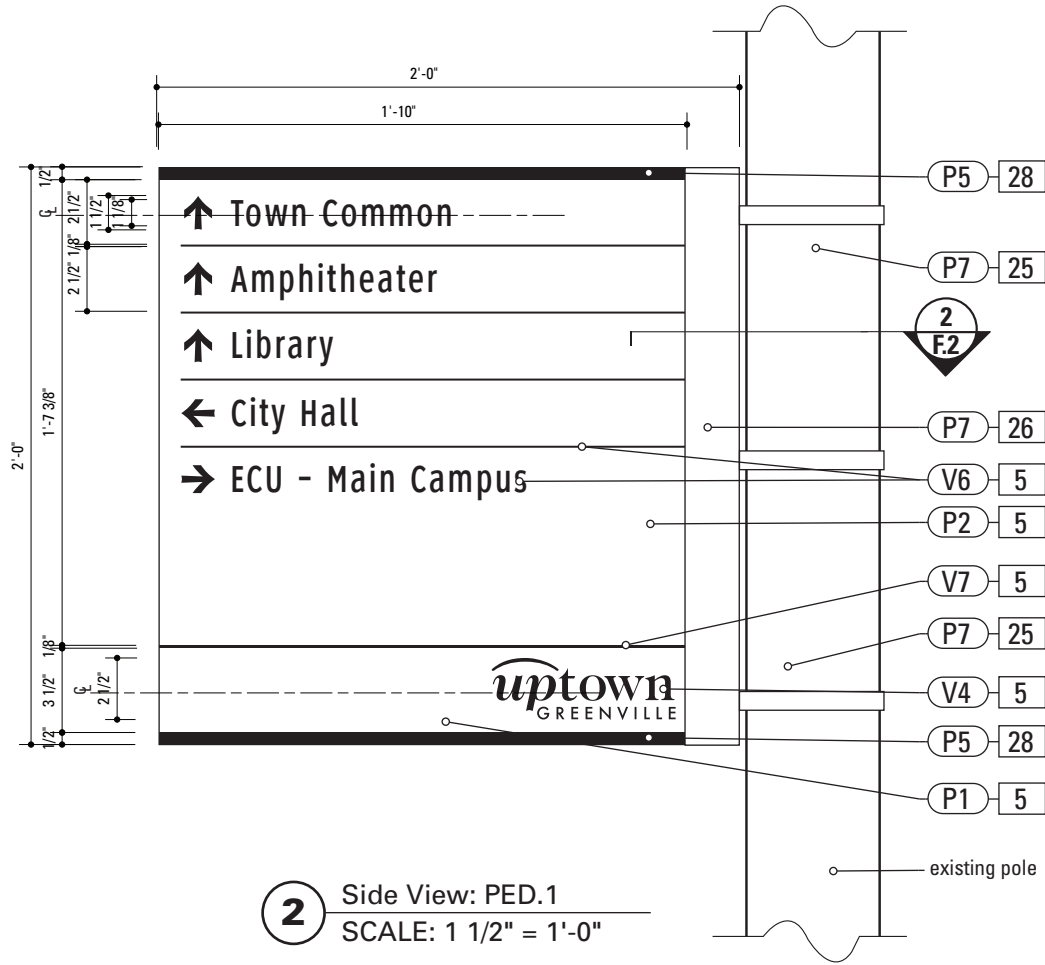 2'-0"
1'-10"
1/2"
2 1/2"
1 1/2"
1 1/8"
CL
1/8"
2 1/2"
1'-7 3/8"
2'-0"
1/8"
3 1/2"
CL
2 1/2"
1/2"
Town Common
Amphitheater
Library
City Hall
ECU – Main Campus
uptown
GREENVILLE
P5 28
P7 25
2
F.2
P7 26
V6 5
P2 5
V7 5
P7 25
V4 5
P5 28
P1 5
existing pole
2 Side View: PED.1
SCALE: 1 1/2" = 1'-0"